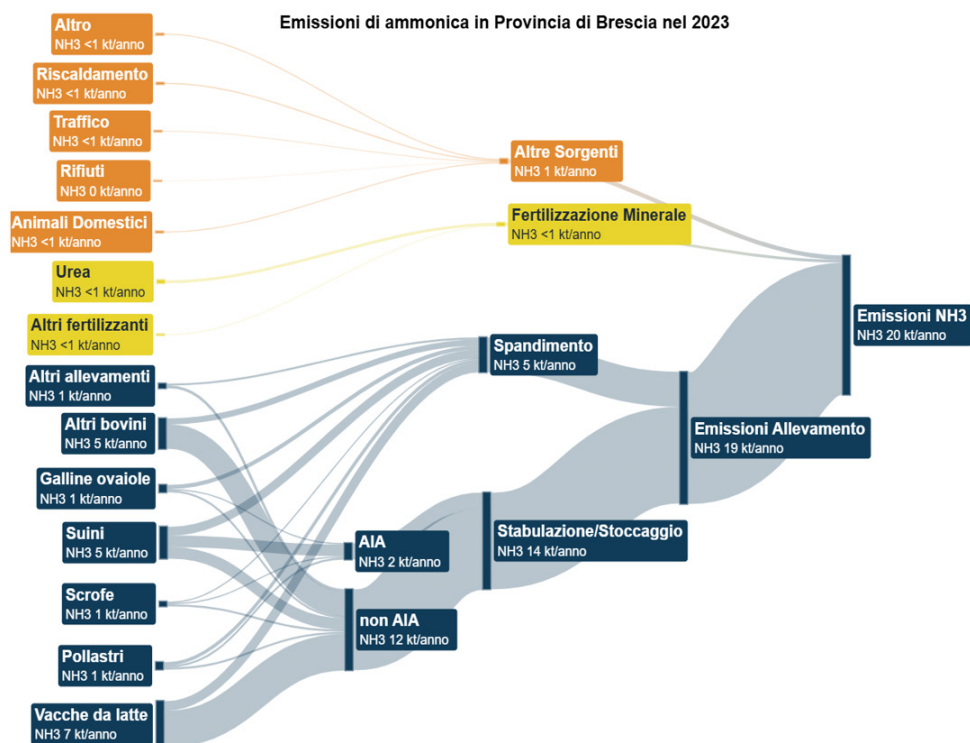 Emissioni di ammonica in Provincia di Brescia nel 2023
Altro
NH3 <1 kt/anno
Riscaldamento
NH3 <1 kt/anno
Traffico
NH3 <1 kt/anno
Rifiuti
NH3 0 kt/anno
Animali Domestici
NH3 <1 kt/anno
Urea
NH3 <1 kt/anno
Altri fertilizzanti
NH3 <1 kt/anno
Altri allevamenti
NH3 1 kt/anno
Altri bovini
NH3 5 kt/anno
Galline ovaiole
NH3 1 kt/anno
Suini
NH3 5 kt/anno
Scrofe
NH3 1 kt/anno
Pollastri
NH3 1 kt/anno
Vacche da latte
NH3 7 kt/anno
AIA
NH3 2 kt/anno
non AIA
NH3 12 kt/anno
Altre Sorgenti
NH3 1 kt/anno
Fertilizzazione Minerale
NH3 <1 kt/anno
Spandimento
NH3 5 kt/anno
Stabulazione/Stoccaggio
NH3 14 kt/anno
Emissioni Allevamento
NH3 19 kt/anno
Emissioni NH3
NH3 20 kt/anno